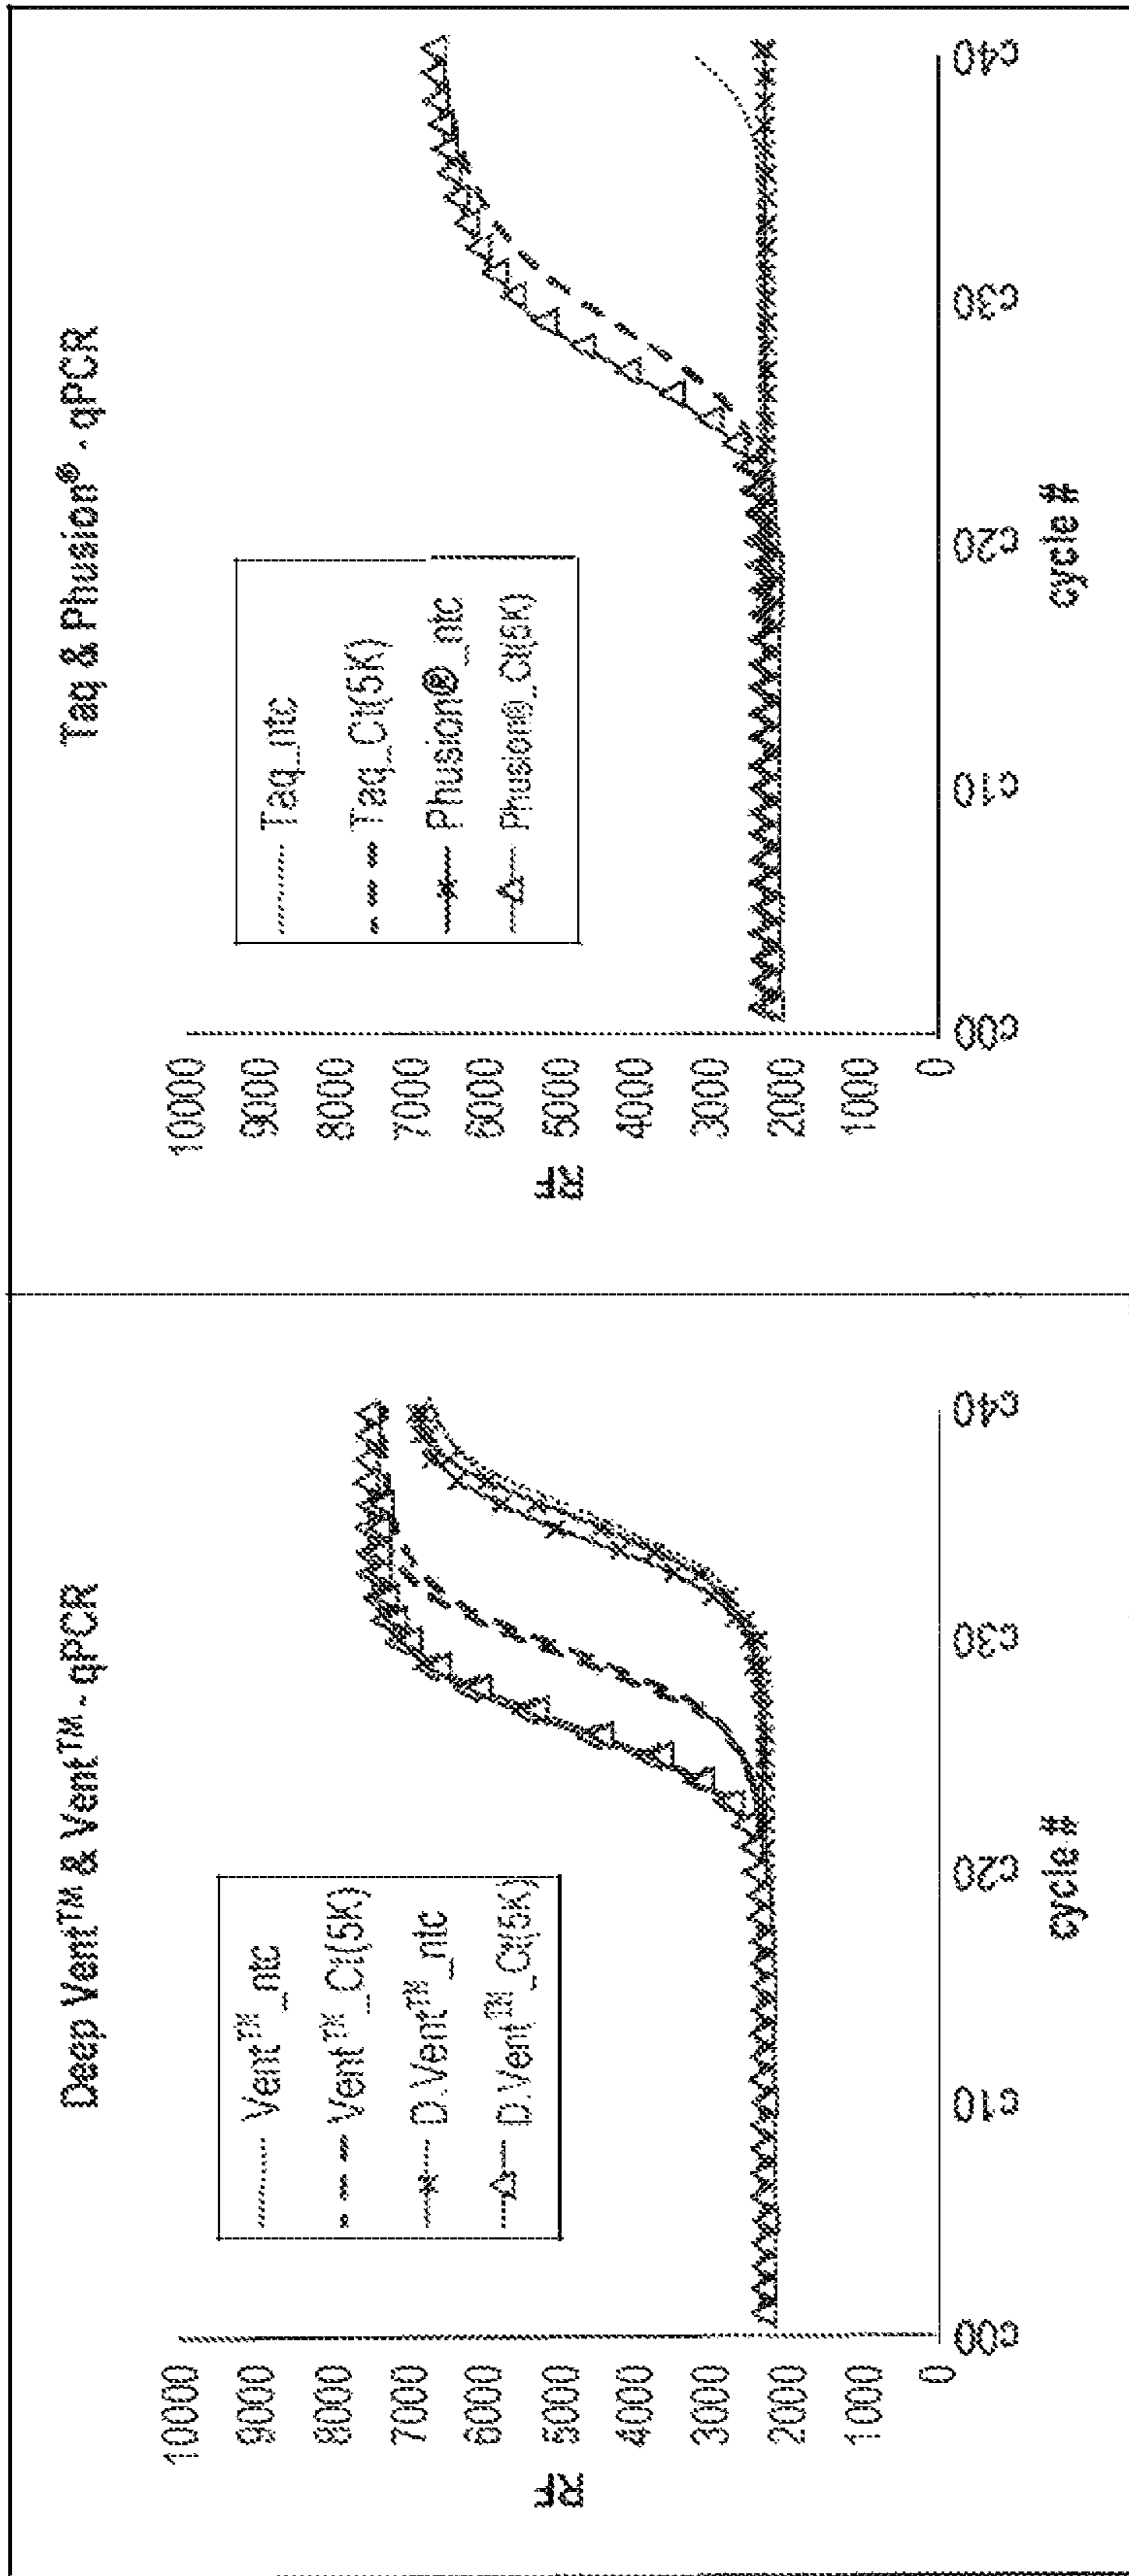 Deep Vent™ & Vent™ - qPCR
RF
10000
9000
8000
7000
6000
5000
4000
3000
2000
1000
0
Vent™_ntc
Vent™_Ct(5K)
D.Vent™_ntc
D.Vent™_Ct(5K)
c00
c10
c20
c30
c40
cycle #
Taq & Phusion® - qPCR
RF
10000
9000
8000
7000
6000
5000
4000
3000
2000
1000
0
Taq_ntc
Taq_Ct(5K)
Phusion®_ntc
Phusion®_Ct(5K)
c00
c10
c20
c30
c40
cycle #